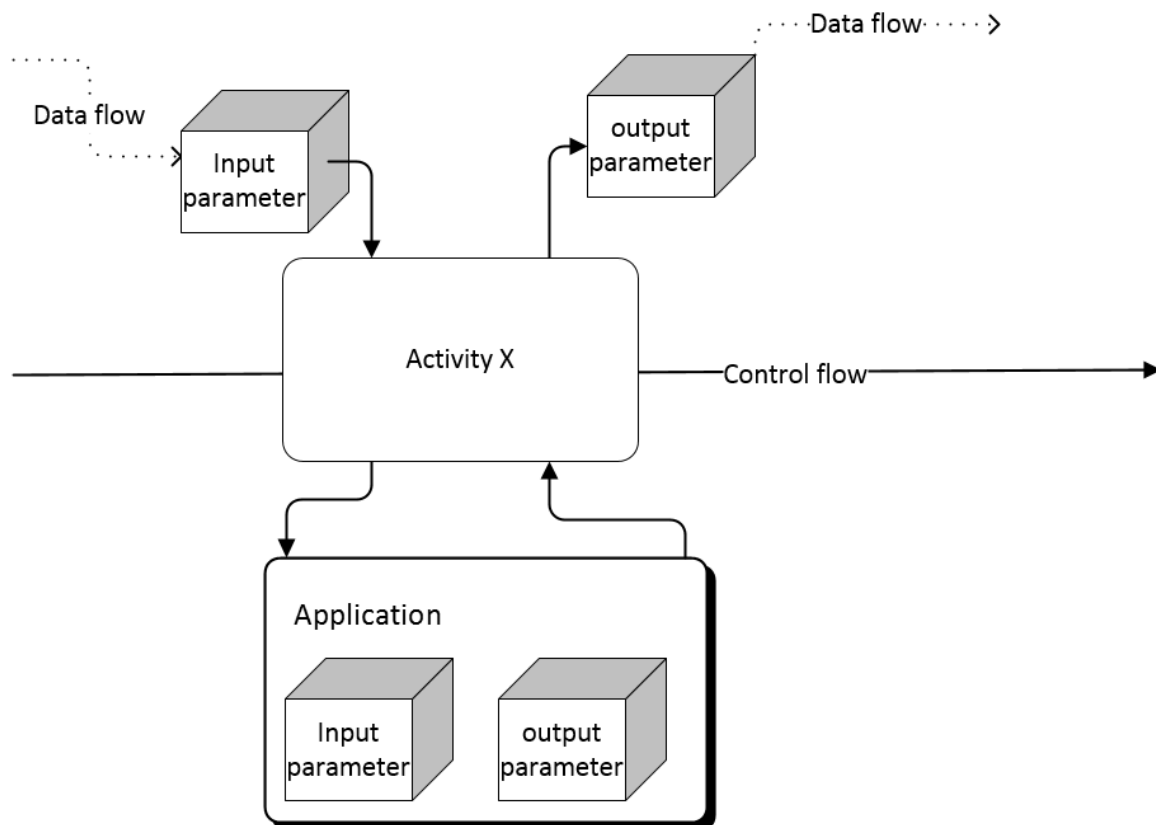 Data flow
Data flow
output
parameter
Input
parameter
Activity X
Control flow
Application
Input
parameter
output
parameter